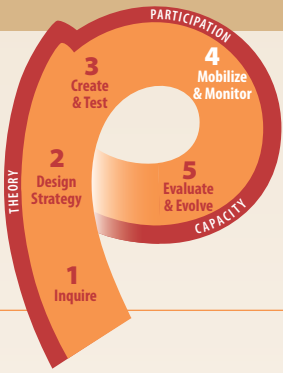 PARTICIPATION
3
Create
& Test
4
Mobilize
& Monitor
2
Design
Strategy
THEORY
5
Evaluate
& Evolve
CAPACITY
1
Inquire